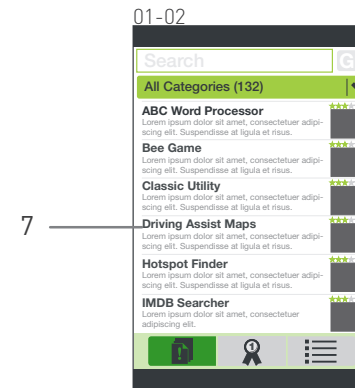 01-02
Search
G
All Categories (132)
ABC Word Processor
Lorem ipsum dolor sit amet, consectetuer adipi-
scing elit. Suspendisse at ligula et risus.
Bee Game
Lorem ipsum dolor sit amet, consectetuer adipi-
scing elit. Suspendisse at ligula et risus.
Classic Utility
Lorem ipsum dolor sit amet, consectetuer adipi-
scing elit. Suspendisse at ligula et risus.
7
Driving Assist Maps
Lorem ipsum dolor sit amet, consectetuer adipi-
scing elit. Suspendisse at ligula et risus.
Hotspot Finder
Lorem ipsum dolor sit amet, consectetuer adipi-
scing elit. Suspendisse at ligula et risus.
IMDB Searcher
Lorem ipsum dolor sit amet, consectetuer
adipiscing elit.
! 1